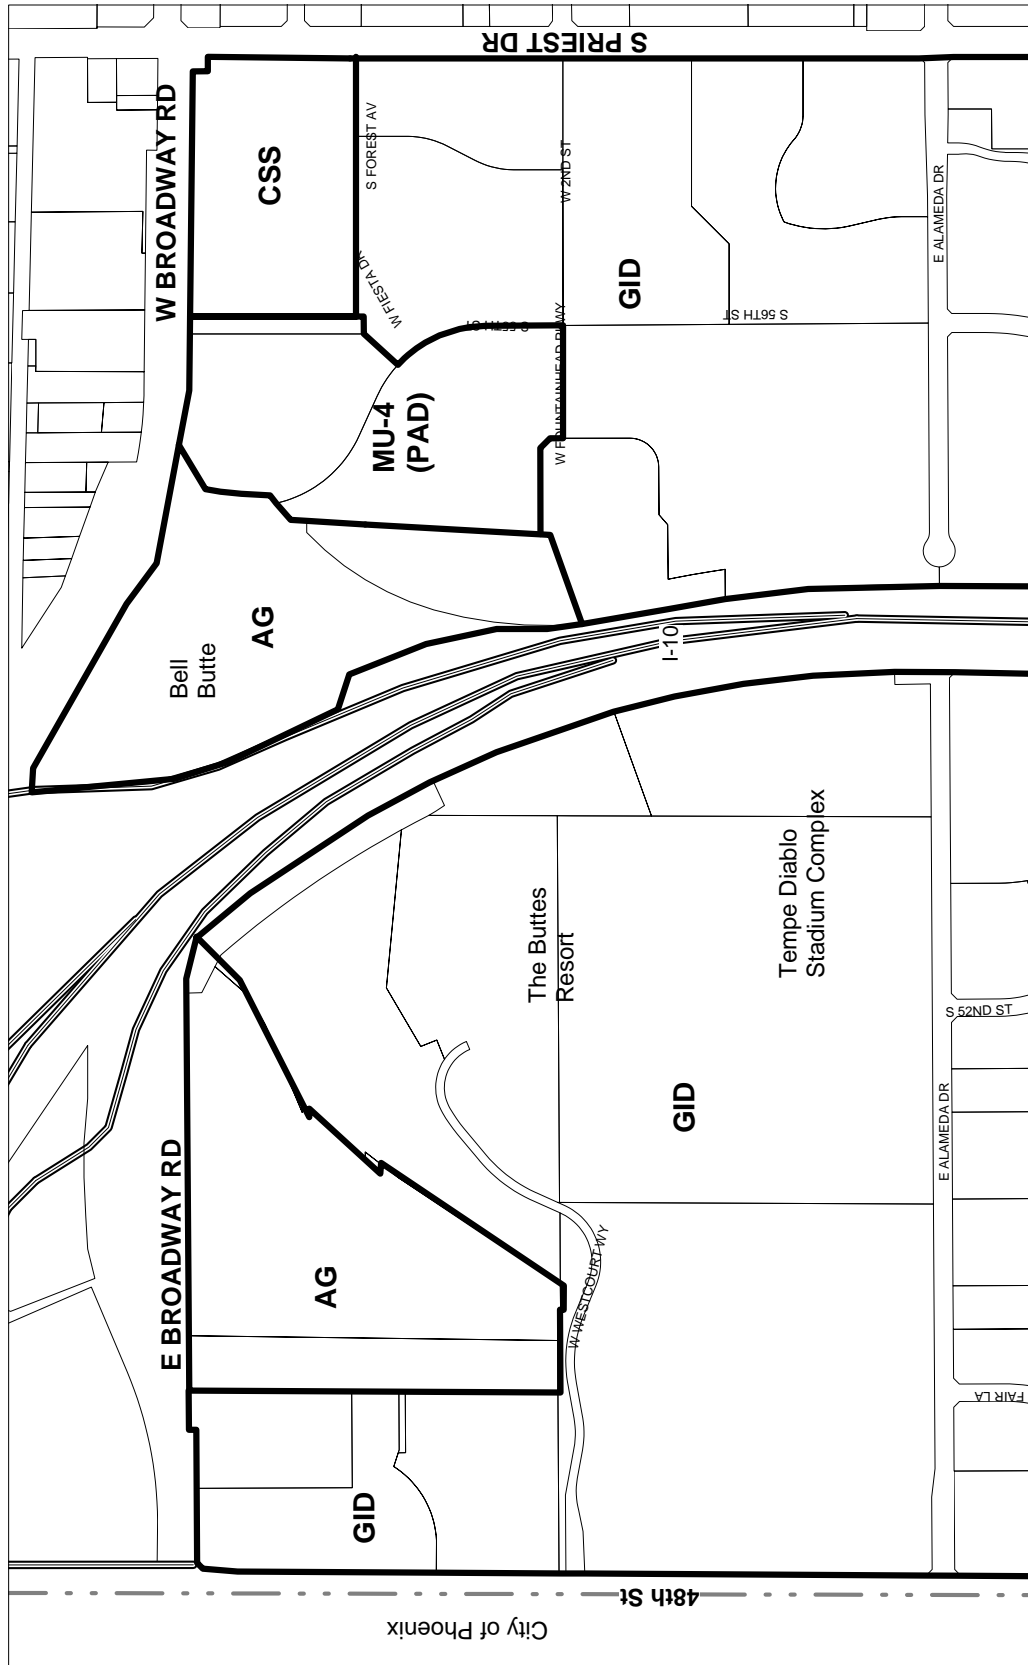 S PRIEST DR
W BROADWAY RD
CSS
S FOREST AV
W FIESTA DR
W 2ND ST
GID
E ALAMEDA DR
S 55TH CT
W FOUNTAINHEAD PKWY
S 56TH ST
MU-4
(PAD)
AG
Bell
Butte
I-10
The Buttes
Resort
Tempe Diablo
Stadium Complex
S 52ND ST
GID
E ALAMEDA DR
E BROADWAY RD
AG
W WESTCOURT WY
FAIR LA
GID
48th St
City of Phoenix